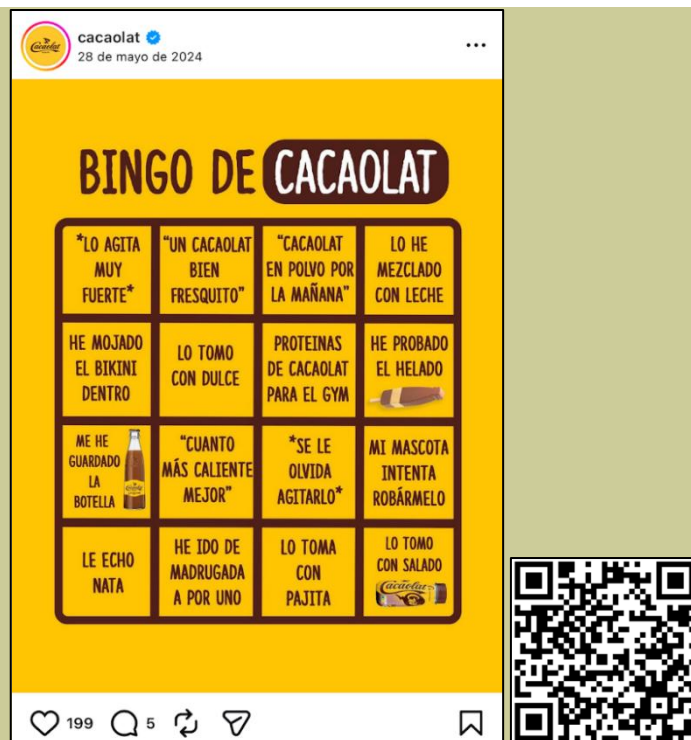 cacaolat
28 de mayo de 2024
BINGO DE CACAOLAT
*LO AGITA
MUY
FUERTE*
"UN CACAOLAT
BIEN
FRESQUITO"
"CACAOLAT
EN POLVO POR
LA MAÑANA"
LO HE
MEZCLADO
CON LECHE
HE MOJADO
EL BIKINI
DENTRO
LO TOMO
CON DULCE
PROTEINAS
DE CACAOLAT
PARA EL GYM
HE PROBADO
EL HELADO
ME HE
GUARDADO
LA
BOTELLA
"CUANTO
MÁS CALIENTE
MEJOR"
*SE LE
OLVIDA
AGITARLO*
MI MASCOTA
INTENTA
ROBÁRMELO
LE ECHO
NATA
HE IDO DE
MADRUGADA
A POR UNO
LO TOMA
CON
PAJITA
LO TOMO
CON SALADO
Cacaolat
199
5